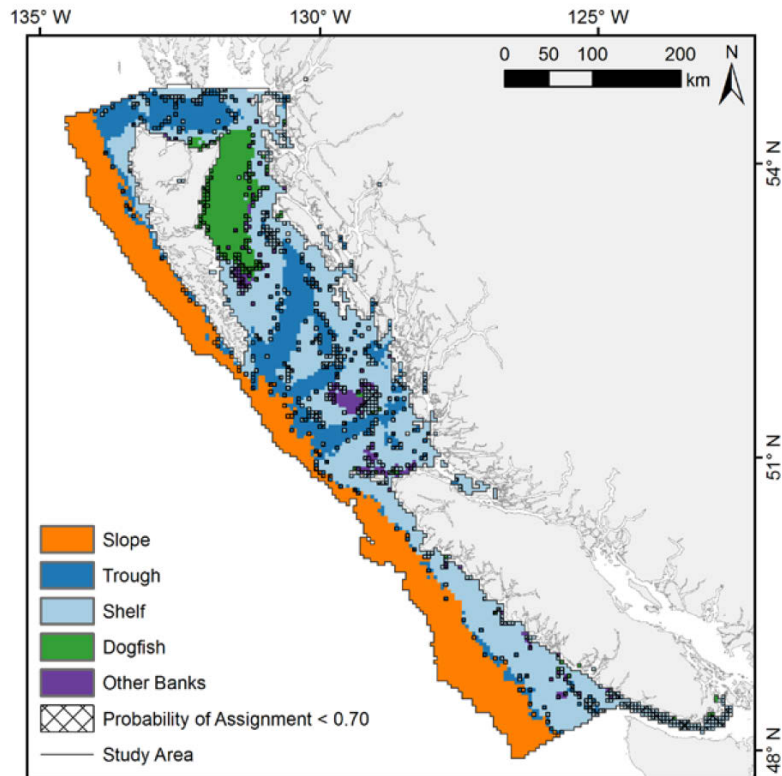 135° W 130° W 125° W
0 50 100 200
km
N
54° N
51° N
48° N
Slope
Trough
Shelf
Dogfish
Other Banks
Probability of Assignment < 0.70
Study Area